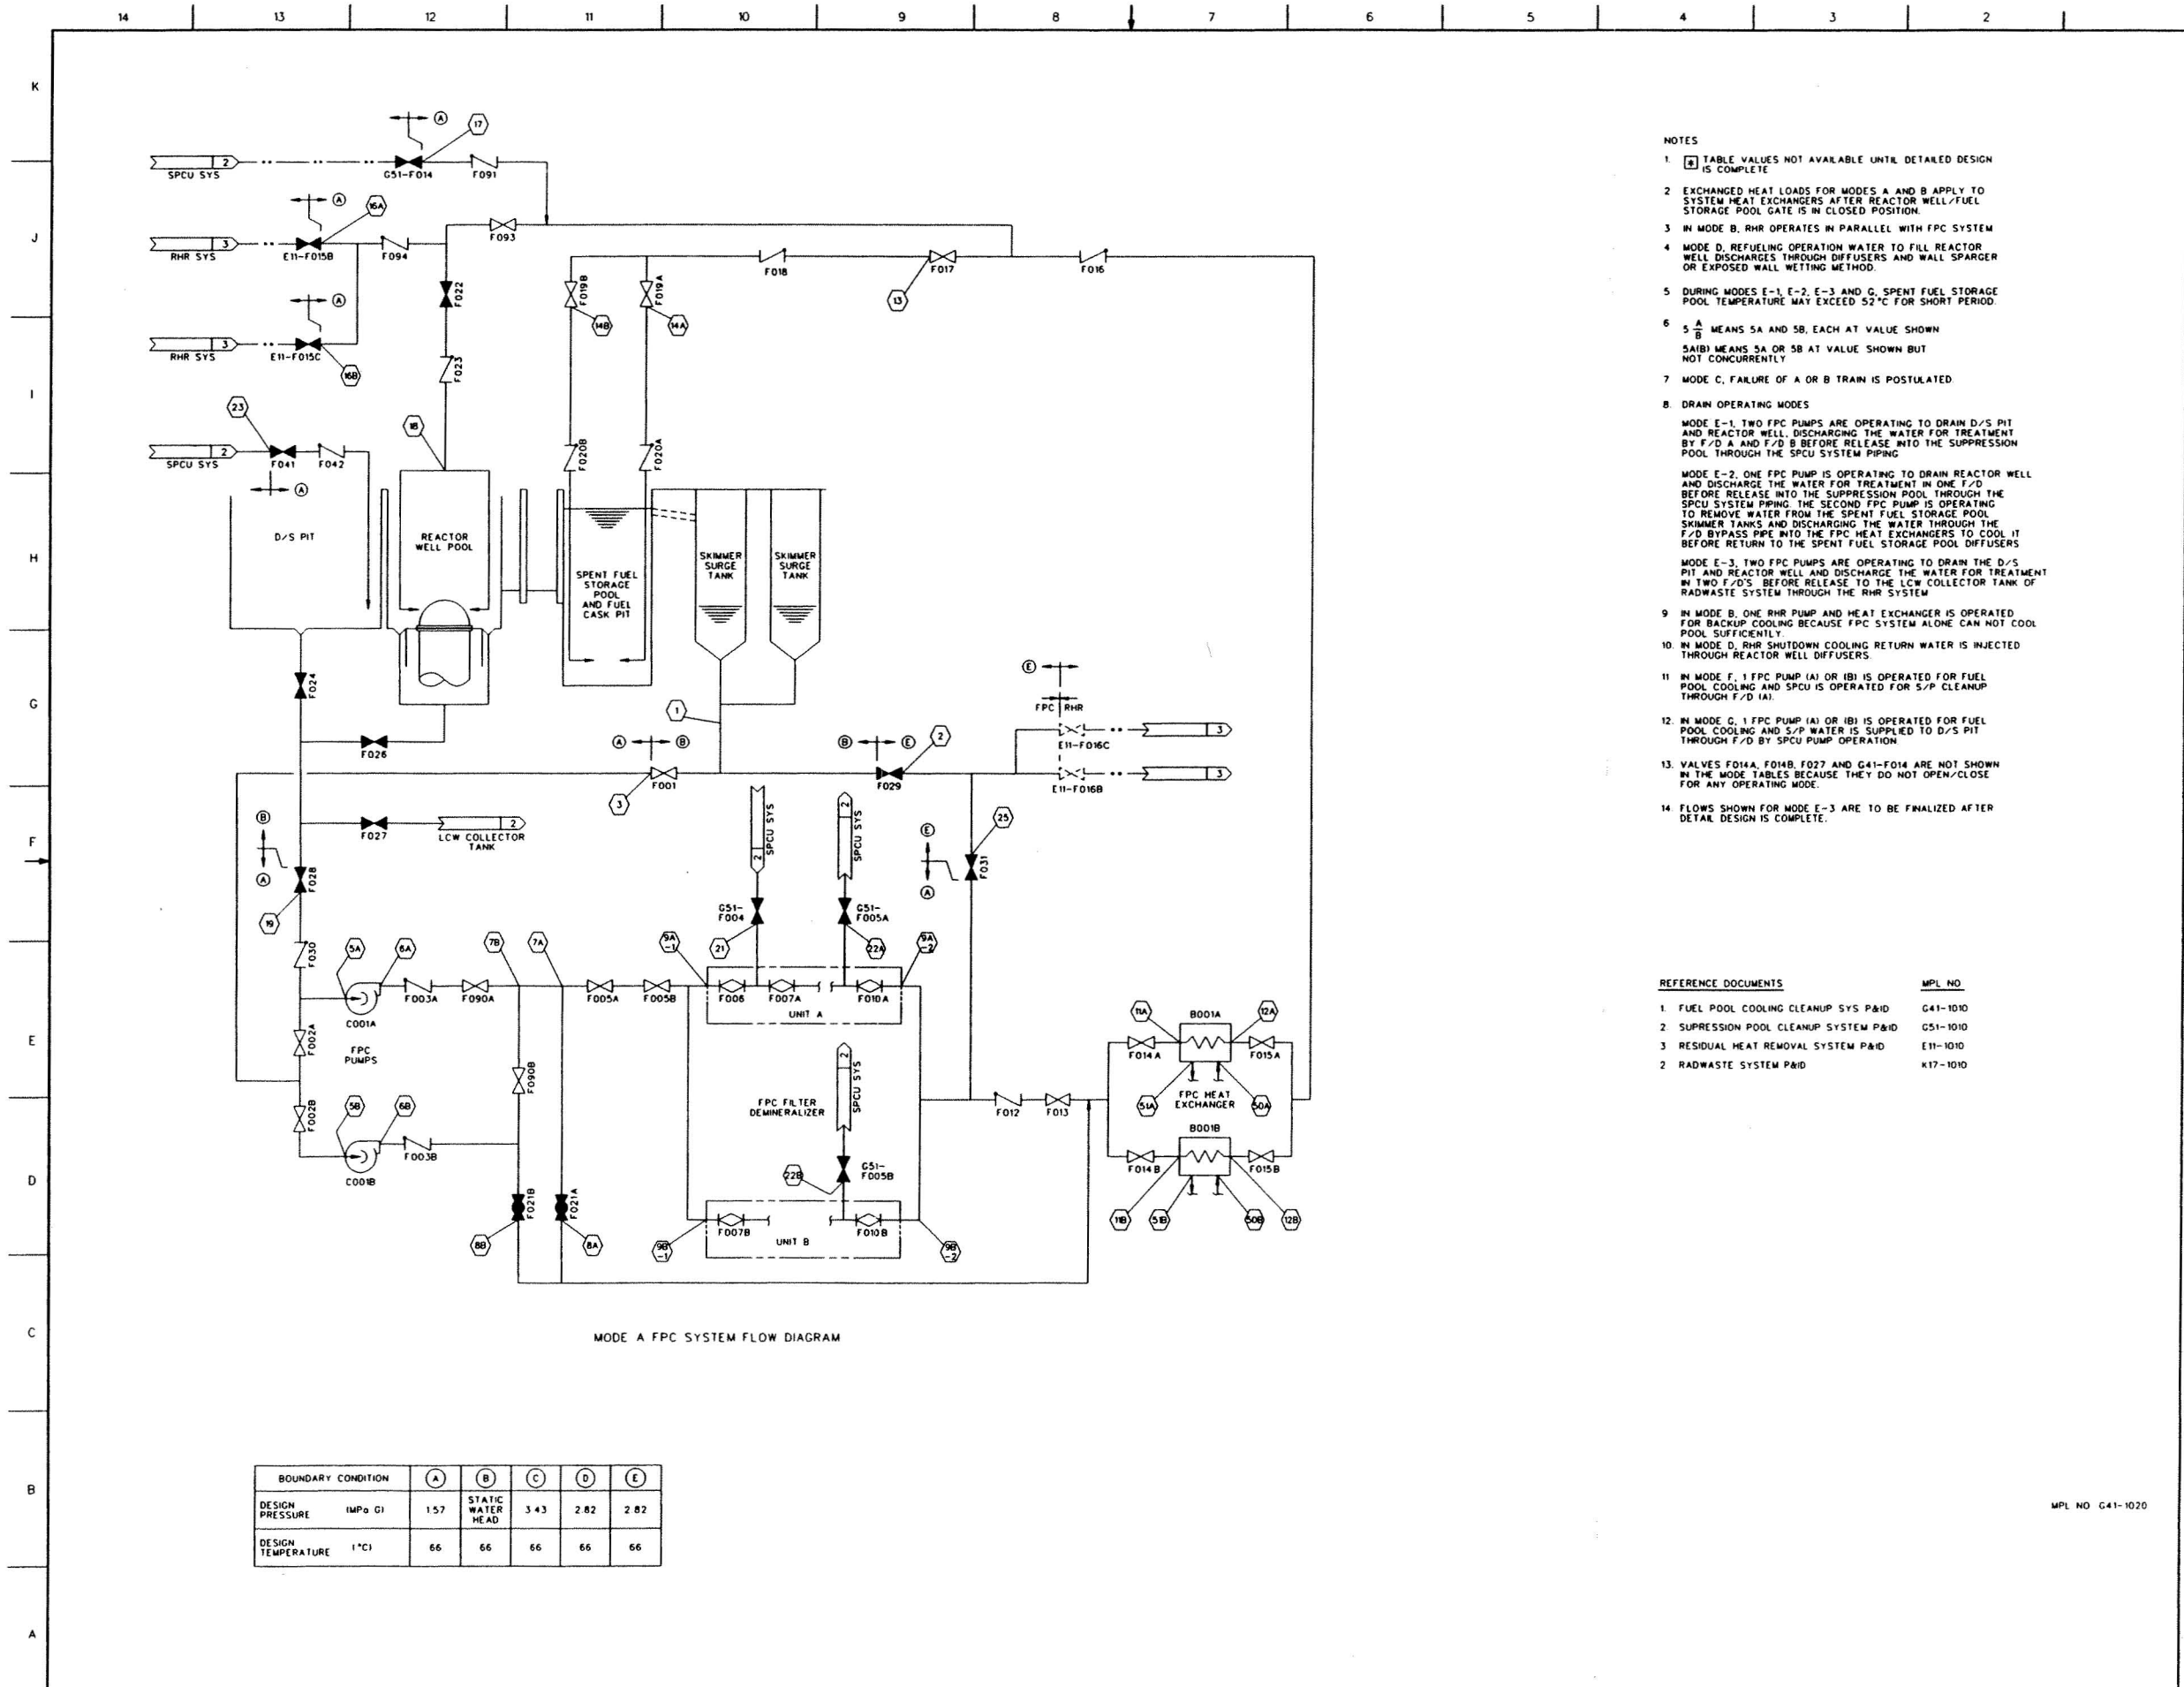 14 13 12 11 10 9 8 7 6 5 4 3 2
K
J
I
H
G
F
E
D
C
B
A
A
17
2
SPCU SYS
G51-F014
F091
A
16A
3
RHR SYS
E11-F015B
F094
F093
F022
A
3
RHR SYS
E11-F015C
16B
F023
F018
F017
F016
13
F019B
F019A
14B
14A
23
18
2
SPCU SYS
F041
F042
A
F020B
F020A
D/S PIT
REACTOR
WELL POOL
SPENT FUEL
STORAGE
POOL
AND FUEL
CASK PIT
SKIMMER
SURGE
TANK
SKIMMER
SURGE
TANK
F024
F026
1
A
B
3
F001
B
E
2
F029
E
FPC
RHR
E11-F016C
3
E11-F016B
3
B
A
F027
2
LCW COLLECTOR
TANK
F028
19
2
SPCU SYS
2
SPCU SYS
G51-
F004
21
G51-
F005A
22A
E
A
F031
25
F030
5A
6A
C001A
F003A
F090A
7B
7A
F005A
F005B
9A
-1
F006
F007A
F010A
9A
-2
UNIT A
F002A
FPC
PUMPS
F002B
5B
6B
C001B
F003B
F090B
F021B
F021A
8B
8A
FPC FILTER
DEMINERALIZER
2
SPCU SYS
22B
G51-
F005B
F007B
F010B
UNIT B
9B
-1
9B
-2
F012
F013
11A
B001A
12A
F014A
F015A
51A
FPC HEAT
EXCHANGER
50A
B001B
F014B
F015B
11B
51B
50B
12B
MODE A FPC SYSTEM FLOW DIAGRAM
BOUNDARY CONDITION A B C D E
DESIGN
PRESSURE (MPa G) 1.57 STATIC
WATER
HEAD 3.43 2.82 2.82
DESIGN
TEMPERATURE (°C) 66 66 66 66 66
NOTES
1. * TABLE VALUES NOT AVAILABLE UNTIL DETAILED DESIGN
IS COMPLETE
2 EXCHANGED HEAT LOADS FOR MODES A AND B APPLY TO
SYSTEM HEAT EXCHANGERS AFTER REACTOR WELL/FUEL
STORAGE POOL GATE IS IN CLOSED POSITION.
3 IN MODE B, RHR OPERATES IN PARALLEL WITH FPC SYSTEM
4 MODE D, REFUELING OPERATION WATER TO FILL REACTOR
WELL DISCHARGES THROUGH DIFFUSERS AND WALL SPARGER
OR EXPOSED WALL WETTING METHOD.
5 DURING MODES E-1, E-2, E-3 AND G, SPENT FUEL STORAGE
POOL TEMPERATURE MAY EXCEED 52°C FOR SHORT PERIOD.
6 5 A/B MEANS 5A AND 5B, EACH AT VALUE SHOWN
5A(B) MEANS 5A OR 5B AT VALUE SHOWN BUT
NOT CONCURRENTLY
7 MODE C, FAILURE OF A OR B TRAIN IS POSTULATED.
8. DRAIN OPERATING MODES
MODE E-1, TWO FPC PUMPS ARE OPERATING TO DRAIN D/S PIT
AND REACTOR WELL, DISCHARGING THE WATER FOR TREATMENT
BY F/D A AND F/D B BEFORE RELEASE INTO THE SUPPRESSION
POOL THROUGH THE SPCU SYSTEM PIPING
MODE E-2, ONE FPC PUMP IS OPERATING TO DRAIN REACTOR WELL
AND DISCHARGE THE WATER FOR TREATMENT IN ONE F/D
BEFORE RELEASE INTO THE SUPPRESSION POOL THROUGH THE
SPCU SYSTEM PIPING. THE SECOND FPC PUMP IS OPERATING
TO REMOVE WATER FROM THE SPENT FUEL STORAGE POOL
SKIMMER TANKS AND DISCHARGING THE WATER THROUGH THE
F/D BYPASS PIPE INTO THE FPC HEAT EXCHANGERS TO COOL IT
BEFORE RETURN TO THE SPENT FUEL STORAGE POOL DIFFUSERS
MODE E-3, TWO FPC PUMPS ARE OPERATING TO DRAIN THE D/S
PIT AND REACTOR WELL AND DISCHARGE THE WATER FOR TREATMENT
IN TWO F/D'S BEFORE RELEASE TO THE LCW COLLECTOR TANK OF
RADWASTE SYSTEM THROUGH THE RHR SYSTEM
9 IN MODE B, ONE RHR PUMP AND HEAT EXCHANGER IS OPERATED
FOR BACKUP COOLING BECAUSE FPC SYSTEM ALONE CAN NOT COOL
POOL SUFFICIENTLY.
10. IN MODE D, RHR SHUTDOWN COOLING RETURN WATER IS INJECTED
THROUGH REACTOR WELL DIFFUSERS.
11 IN MODE F, 1 FPC PUMP (A) OR (B) IS OPERATED FOR FUEL
POOL COOLING AND SPCU IS OPERATED FOR S/P CLEANUP
THROUGH F/D (A).
12. IN MODE G, 1 FPC PUMP (A) OR (B) IS OPERATED FOR FUEL
POOL COOLING AND S/P WATER IS SUPPLIED TO D/S PIT
THROUGH F/D BY SPCU PUMP OPERATION.
13. VALVES F014A, F014B, F027 AND G41-F014 ARE NOT SHOWN
IN THE MODE TABLES BECAUSE THEY DO NOT OPEN/CLOSE
FOR ANY OPERATING MODE.
14. FLOWS SHOWN FOR MODE E-3 ARE TO BE FINALIZED AFTER
DETAIL DESIGN IS COMPLETE.
REFERENCE DOCUMENTS MPL NO
1. FUEL POOL COOLING CLEANUP SYS P&ID G41-1010
2. SUPRESSION POOL CLEANUP SYSTEM P&ID G51-1010
3 RESIDUAL HEAT REMOVAL SYSTEM P&ID E11-1010
2 RADWASTE SYSTEM P&ID K17-1010
MPL NO G41-1020